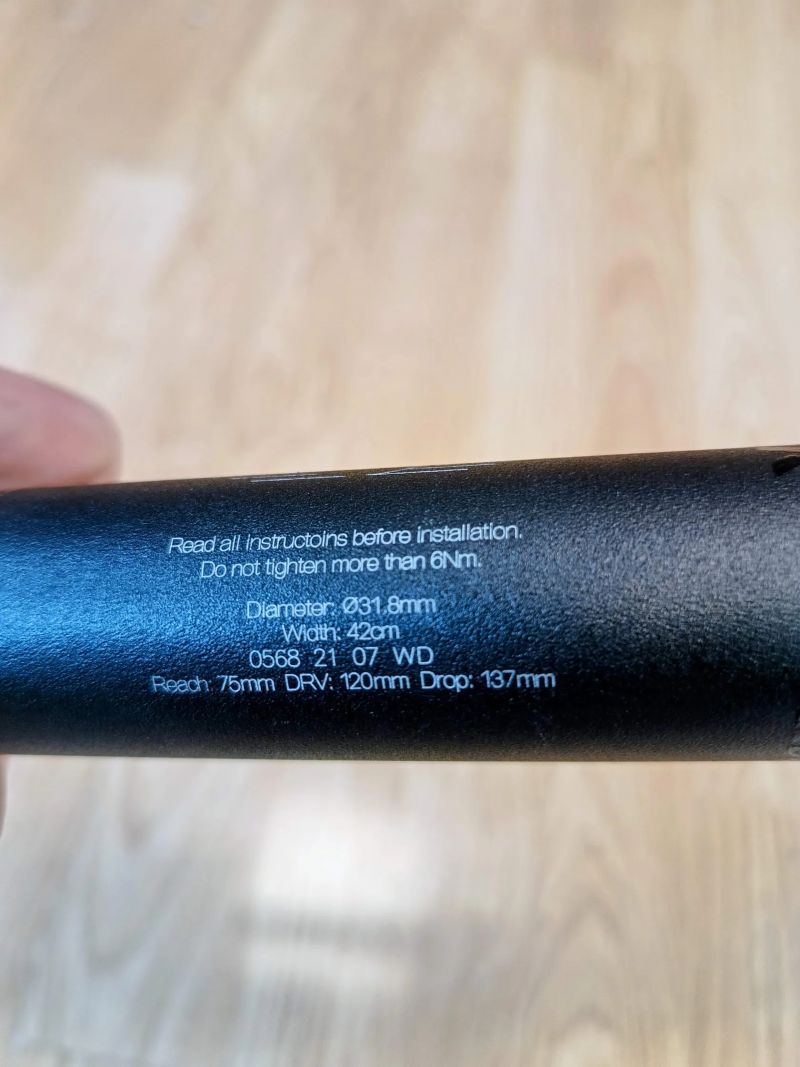 Read all instructoins before installation.
Do not tighten more than 6Nm.
Diameter: Ø31.8mm
Width: 42cm
0568 21 07 WD
Reach: 75mm DRV: 120mm Drop: 137mm